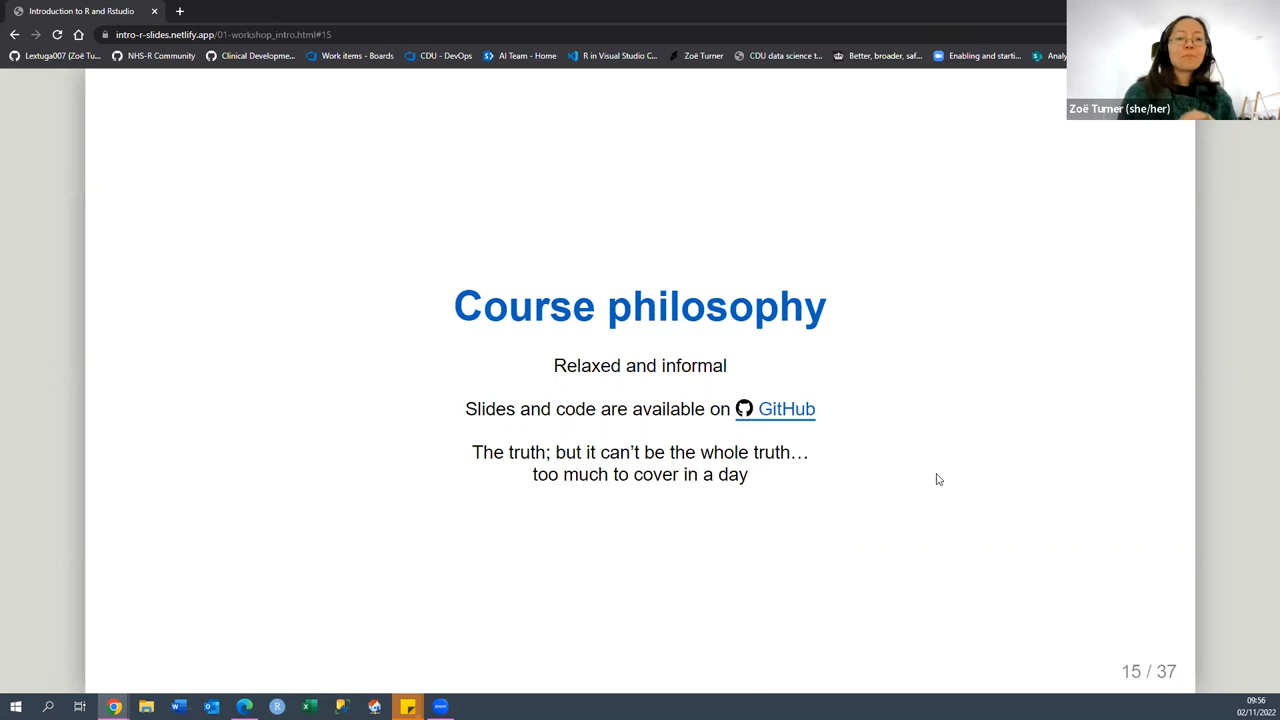 Introduction to R and Rstudio
intro-r-slides.netlify.app/01-workshop_intro.html#15
Lextuga007 (Zoë Tu...
NHS-R Community
Clinical Developme...
Work items - Boards
CDU - DevOps
AI Team - Home
R in Visual Studio C...
Zoë Turner
CDU data science t...
Better, broader, saf...
Enabling and starti...
Analy
Zoë Turner (she/her)
Course philosophy
Relaxed and informal
Slides and code are available on GitHub
The truth; but it can't be the whole truth…
too much to cover in a day
15 / 37
09:56
02/11/2022